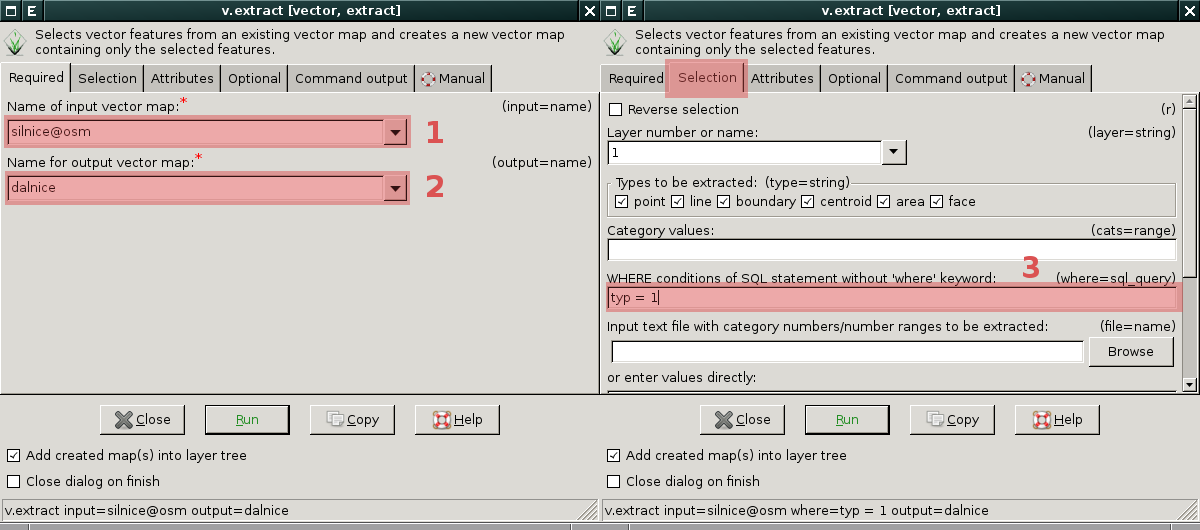 v.extract [vector, extract]
Selects vector features from an existing vector map and creates a new vector map
containing only the selected features.
Required Selection Attributes Optional Command output Manual
Name of input vector map:* (input=name)
silnice@osm
1
Name for output vector map:* (output=name)
dalnice
2
Close Run Copy Help
Add created map(s) into layer tree
Close dialog on finish
v.extract input=silnice@osm output=dalnice
v.extract [vector, extract]
Selects vector features from an existing vector map and creates a new vector map
containing only the selected features.
Required Selection Attributes Optional Command output Manual
Reverse selection (r)
Layer number or name: (layer=string)
1
Types to be extracted: (type=string)
point line boundary centroid area face
Category values: (cats=range)
3
WHERE conditions of SQL statement without 'where' keyword: (where=sql_query)
typ = 1
Input text file with category numbers/number ranges to be extracted: (file=name)
Browse
or enter values directly:
Close Run Copy Help
Add created map(s) into layer tree
Close dialog on finish
v.extract input=silnice@osm where=typ = 1 output=dalnice